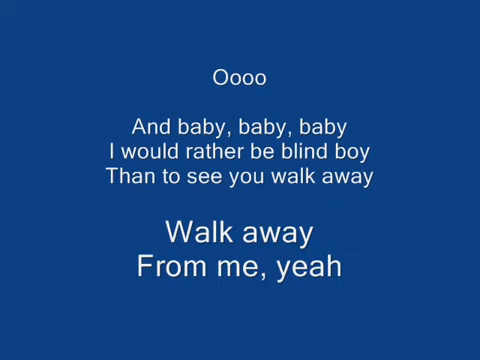 Oooo
And baby, baby, baby
I would rather be blind boy
Than to see you walk away
Walk away
From me, yeah